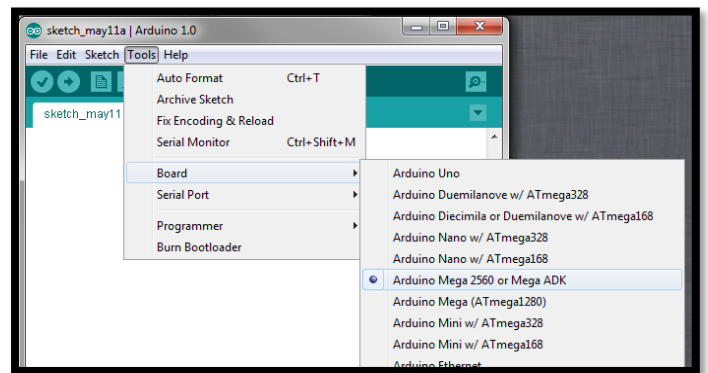 sketch_may11a | Arduino 1.0
File Edit Sketch Tools Help
sketch_may11
Auto Format Ctrl+T
Archive Sketch
Fix Encoding & Reload
Serial Monitor Ctrl+Shift+M
Board
Serial Port
Programmer
Burn Bootloader
Arduino Uno
Arduino Duemilanove w/ ATmega328
Arduino Diecimila or Duemilanove w/ ATmega168
Arduino Nano w/ ATmega328
Arduino Nano w/ ATmega168
Arduino Mega 2560 or Mega ADK
Arduino Mega (ATmega1280)
Arduino Mini w/ ATmega328
Arduino Mini w/ ATmega168
Arduino Ethernet